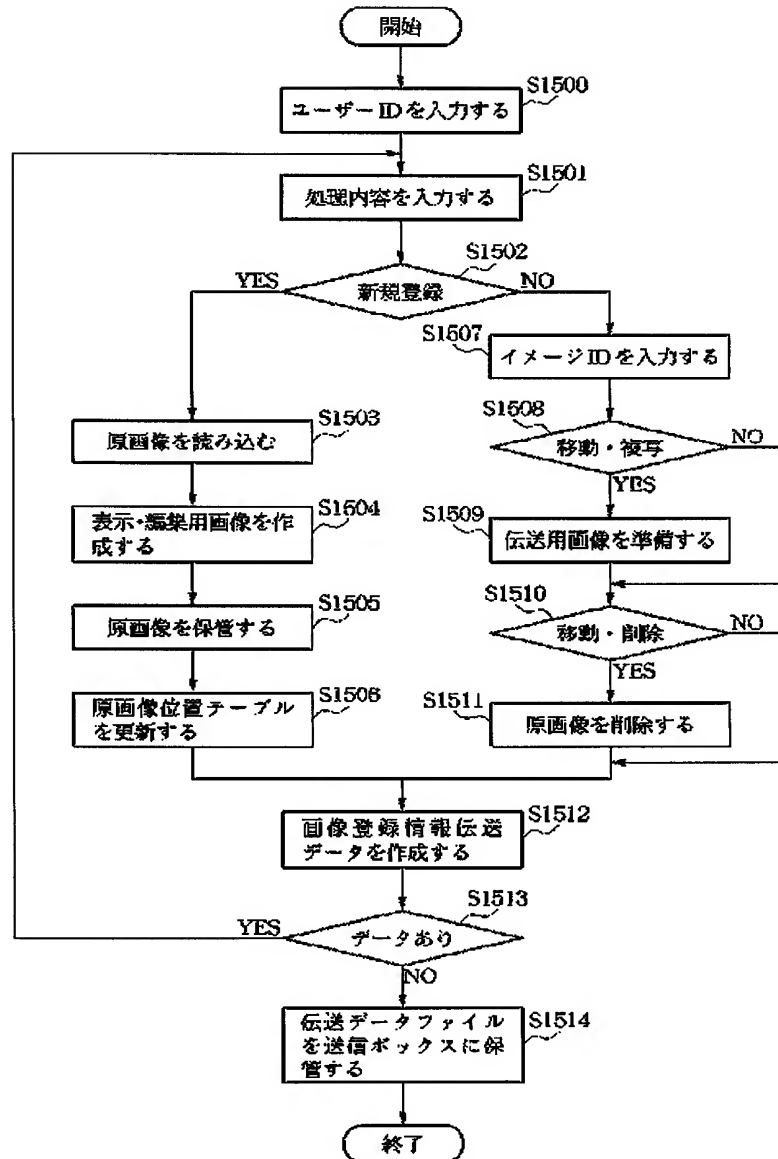 開始
S1500
ユーザーIDを入力する
S1501
処理内容を入力する
S1502
YES
新規登録
NO
S1507
イメージIDを入力する
S1503
原画像を読み込む
S1508
移動・複写
NO
YES
S1504
表示・編集用画像を作
成する
S1509
伝送用画像を準備する
S1505
原画像を保管する
S1510
移動・削除
NO
YES
S1506
原画像位置テーブル
を更新する
S1511
原画像を削除する
S1512
画像登録情報伝送
データを作成する
S1513
YES
データあり
NO
S1514
伝送データファイル
を送信ボックスに保
管する
終了